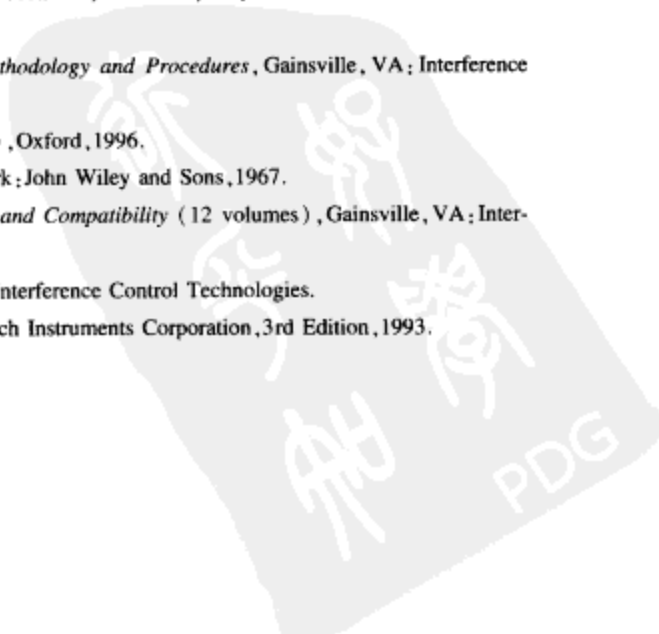 thodology and Procedures, Gainsville, VA: Interference
,Oxford,1996.
k:John Wiley and Sons,1967.
and Compatibility (12 volumes),Gainsville,VA:Inter-
nterference Control Technologies.
ch Instruments Corporation,3rd Edition,1993.
PDG